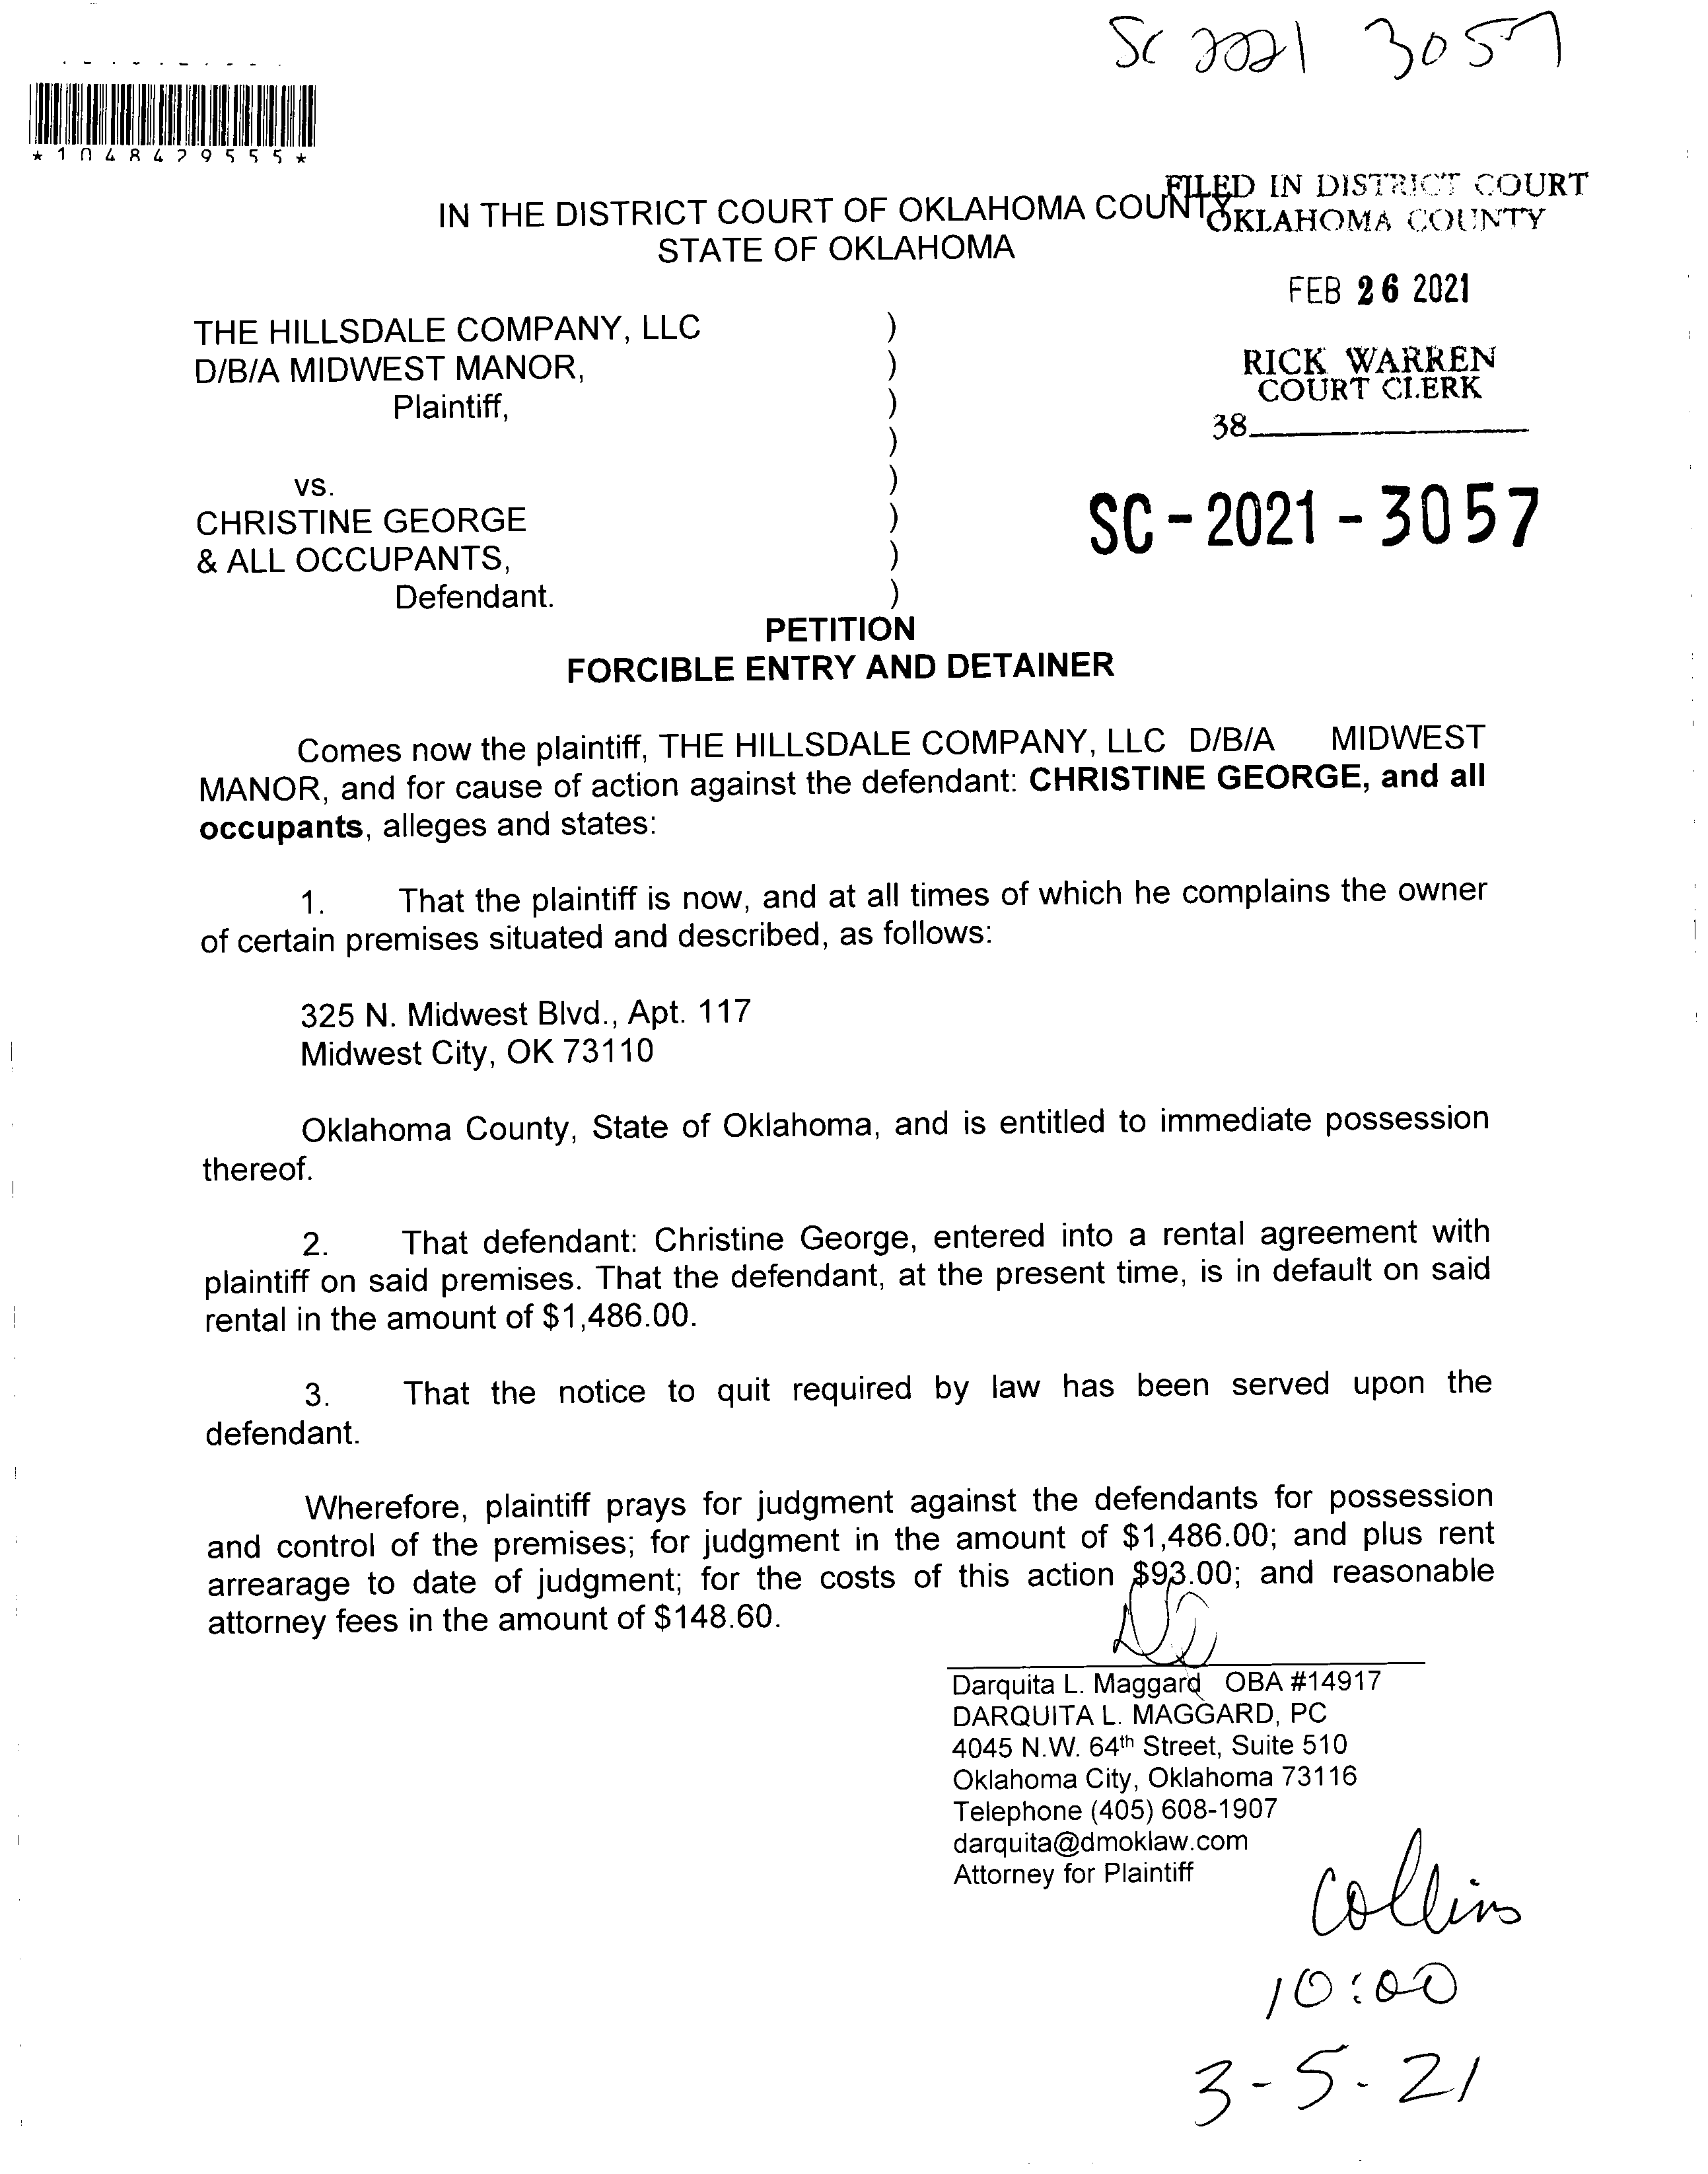 SC 2021 3057
*1048429555*
FILED IN DISTRICT COURT
OKLAHOMA COUNTY
IN THE DISTRICT COURT OF OKLAHOMA COUNTY
STATE OF OKLAHOMA
FEB 26 2021
THE HILLSDALE COMPANY, LLC )
D/B/A MIDWEST MANOR, )
Plaintiff, )
)
RICK WARREN
COURT CLERK
38
vs. )
CHRISTINE GEORGE )
& ALL OCCUPANTS, )
Defendant. )
SC - 2021 - 3057
PETITION
FORCIBLE ENTRY AND DETAINER
Comes now the plaintiff, THE HILLSDALE COMPANY, LLC D/B/A MIDWEST
MANOR, and for cause of action against the defendant: CHRISTINE GEORGE, and all
occupants, alleges and states:
1. That the plaintiff is now, and at all times of which he complains the owner
of certain premises situated and described, as follows:
325 N. Midwest Blvd., Apt. 117
Midwest City, OK 73110
Oklahoma County, State of Oklahoma, and is entitled to immediate possession
thereof.
2. That defendant: Christine George, entered into a rental agreement with
plaintiff on said premises. That the defendant, at the present time, is in default on said
rental in the amount of $1,486.00.
3. That the notice to quit required by law has been served upon the
defendant.
Wherefore, plaintiff prays for judgment against the defendants for possession
and control of the premises; for judgment in the amount of $1,486.00; and plus rent
arrearage to date of judgment; for the costs of this action $93.00; and reasonable
attorney fees in the amount of $148.60.
Darquita L. Maggard OBA #14917
DARQUITA L. MAGGARD, PC
4045 N.W. 64th Street, Suite 510
Oklahoma City, Oklahoma 73116
Telephone (405) 608-1907
darquita@dmoklaw.com
Attorney for Plaintiff
Collins
10:00
3-5-21